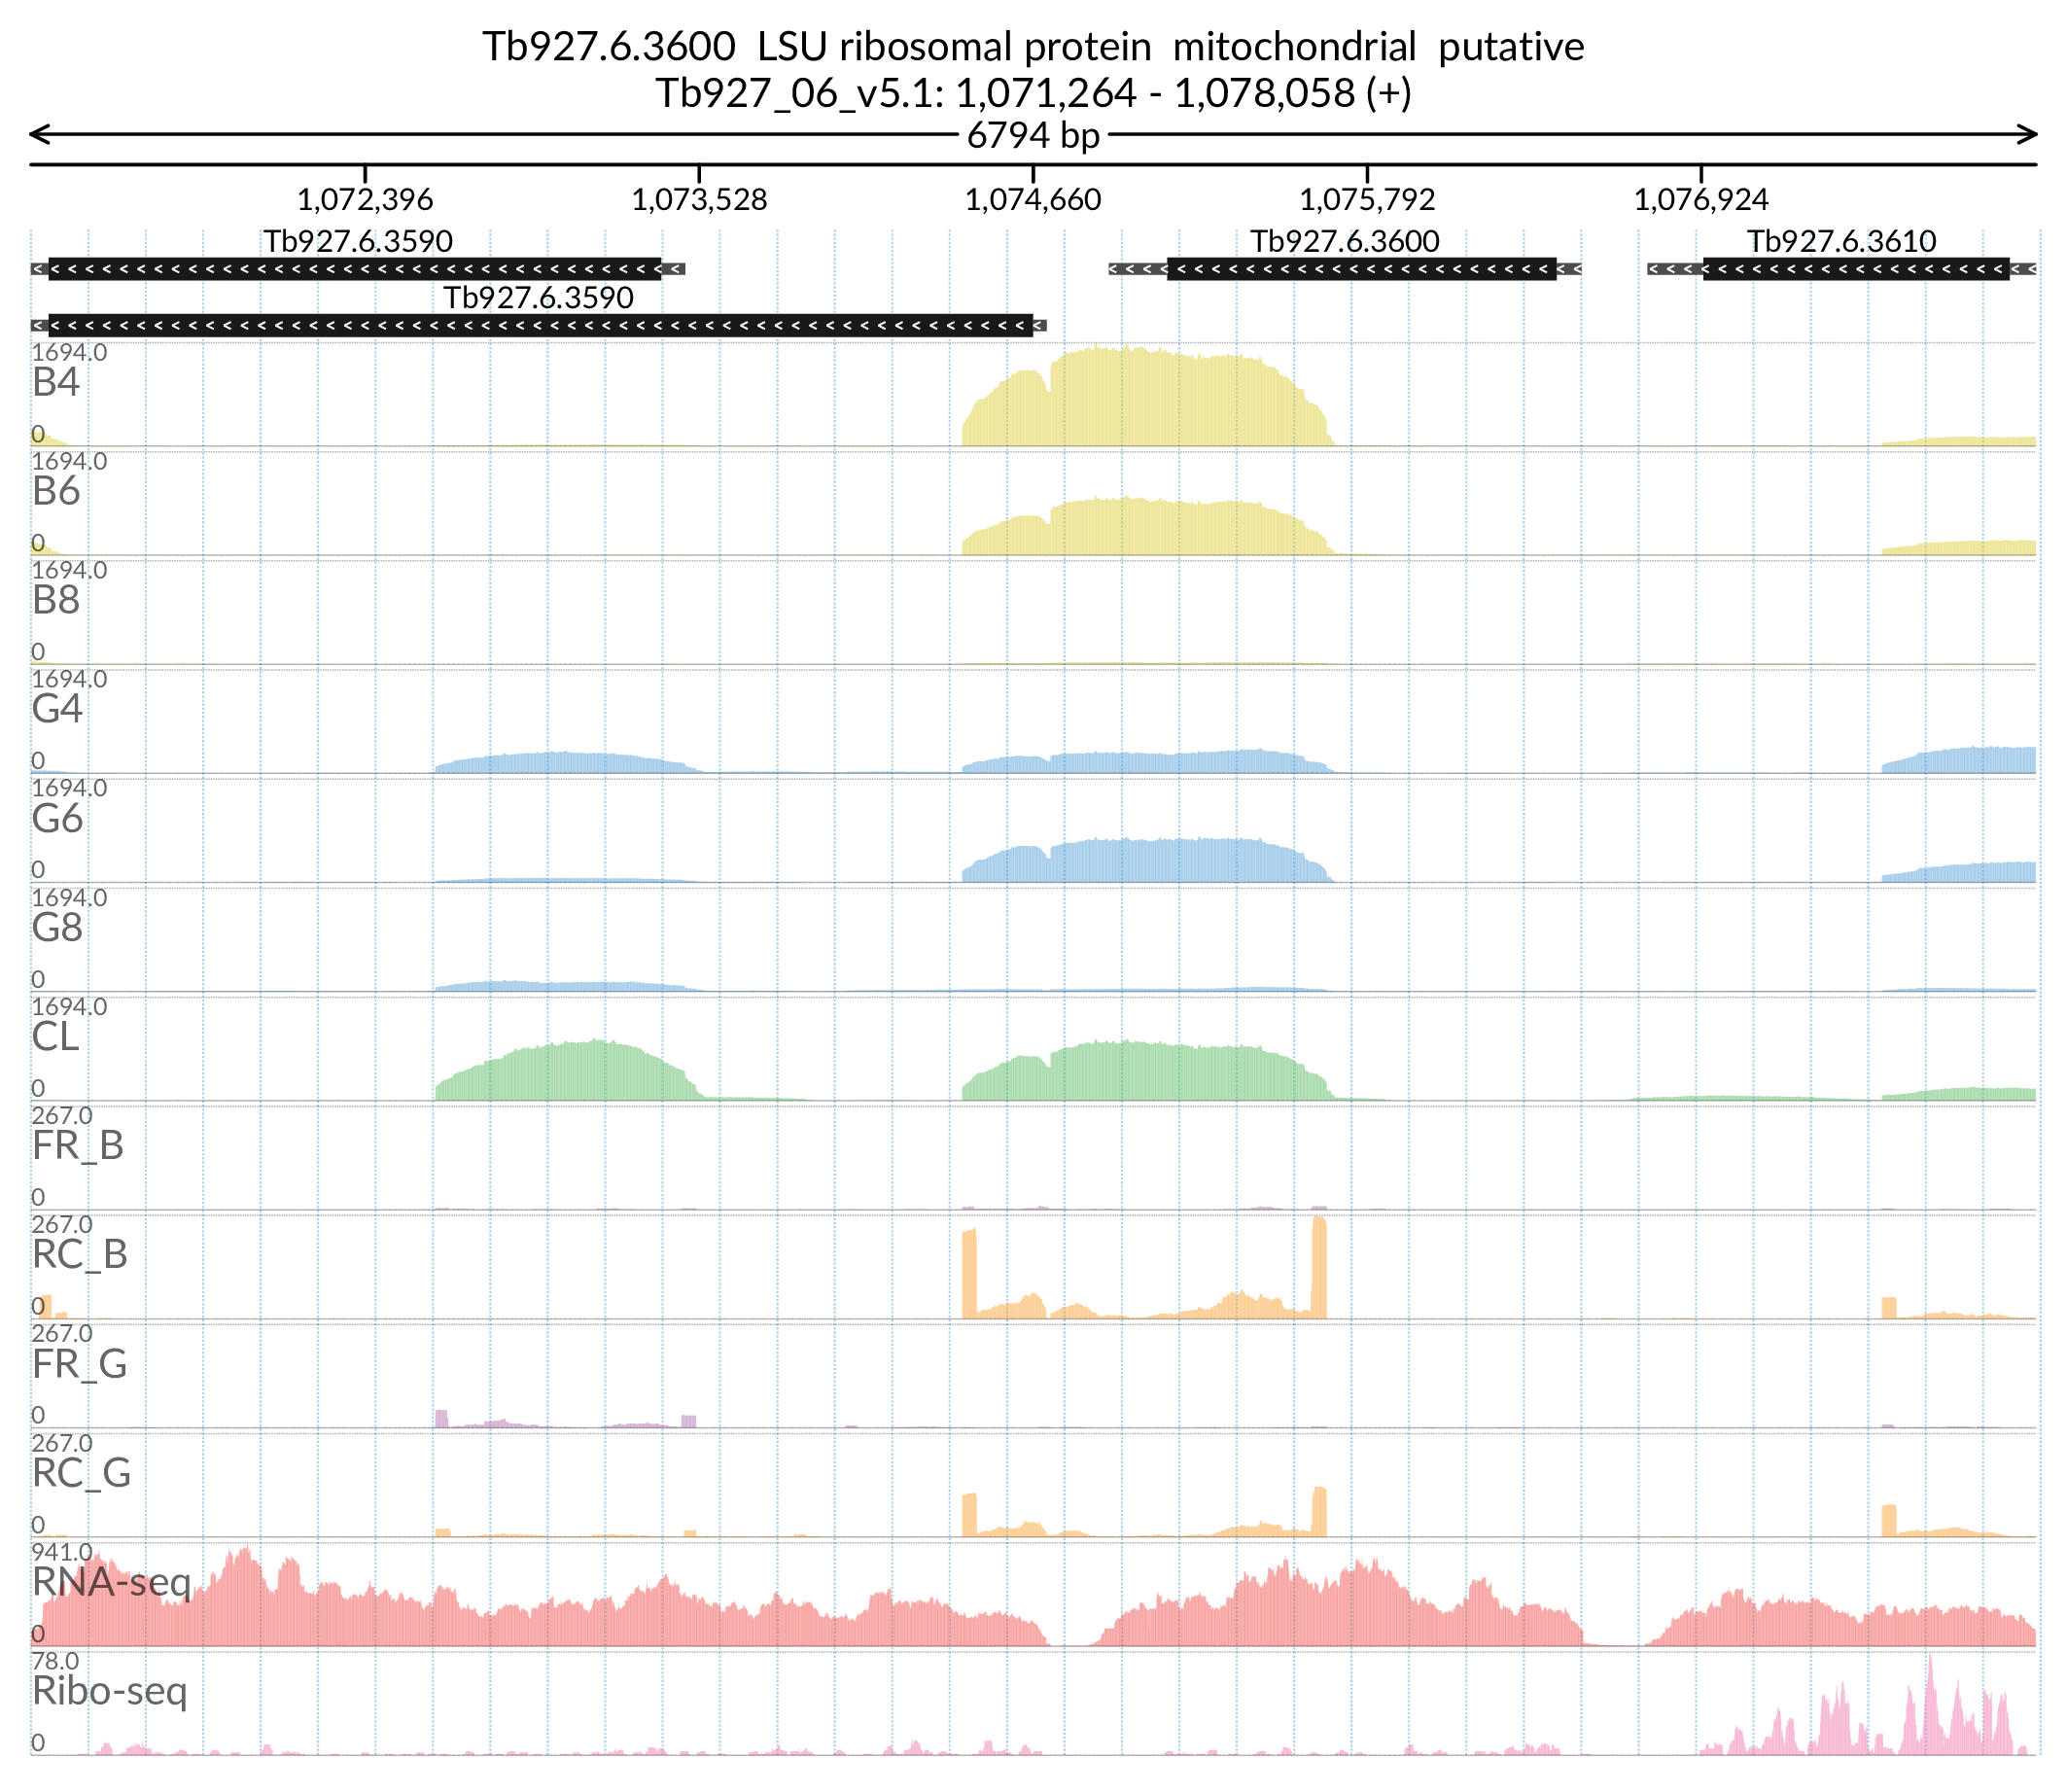 Tb927.6.3600 LSU ribosomal protein mitochondrial putative
Tb927_06_v5.1: 1,071,264 - 1,078,058 (+)
6794 bp
1,072,396 1,073,528 1,074,660 1,075,792 1,076,924
Tb927.6.3590 Tb927.6.3600 Tb927.6.3610
Tb927.6.3590
1694.0
B4
0
1694.0
B6
0
1694.0
B8
0
1694.0
G4
0
1694.0
G6
0
1694.0
G8
0
1694.0
CL
0
267.0
FR_B
0
267.0
RC_B
0
267.0
FR_G
0
267.0
RC_G
0
941.0
RNA-seq
0
78.0
Ribo-seq
0